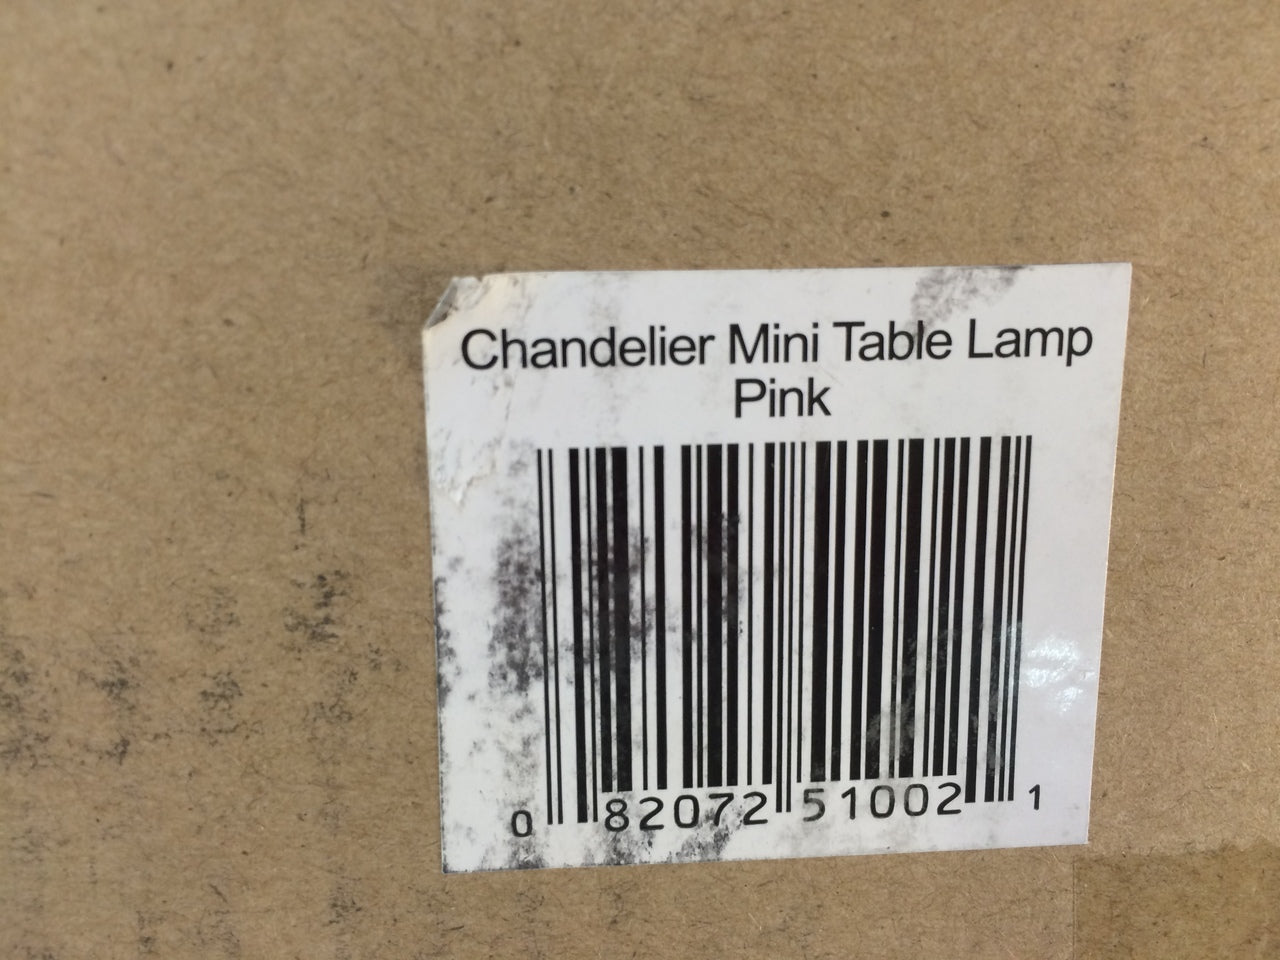 Chandelier Mini Table Lamp
Pink
0 82072 51002 1